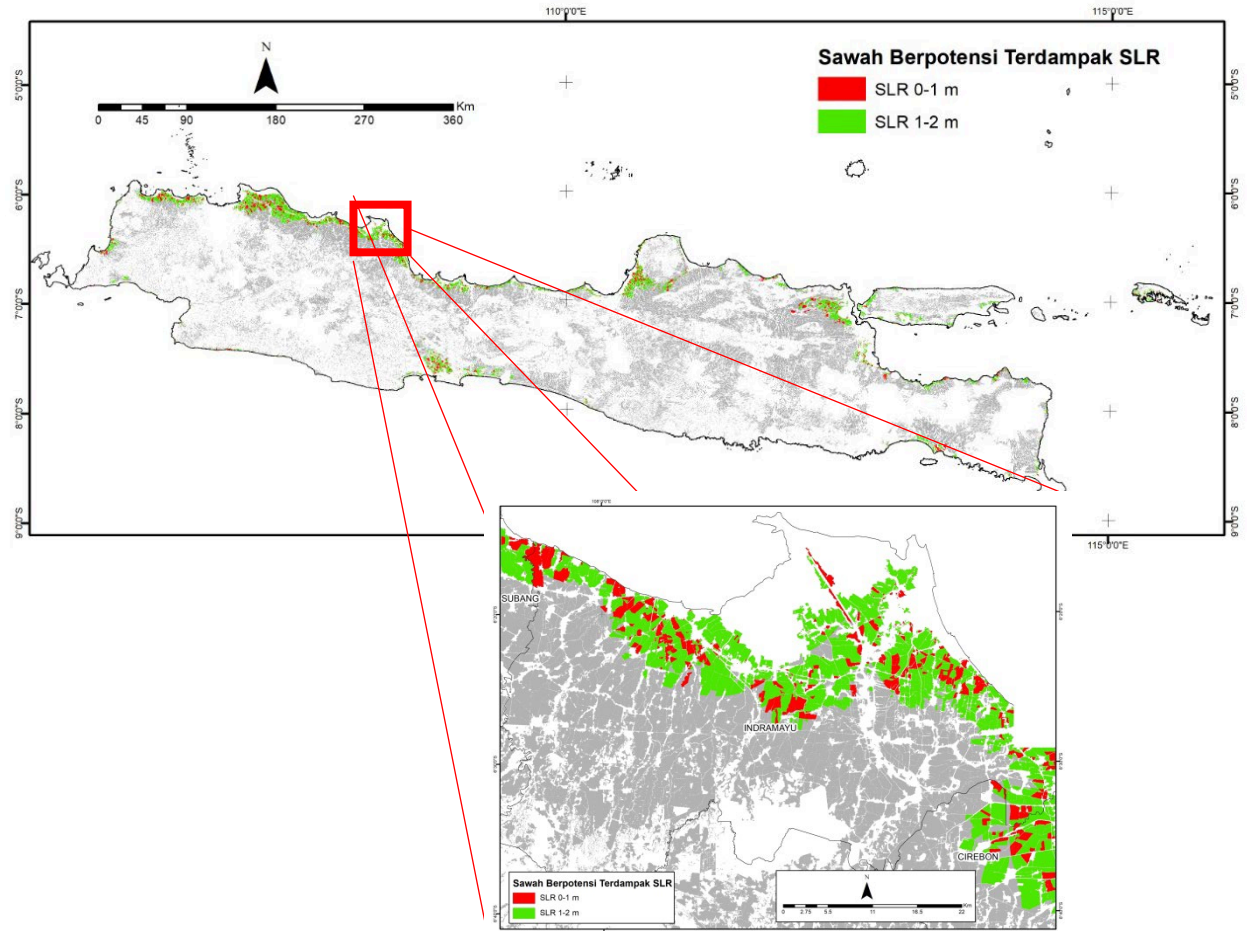 110°0'0"E
115°0'0"E
N
Sawah Berpotensi Terdampak SLR
SLR 0-1 m
SLR 1-2 m
Km
0 45 90 180 270 360
5°0'0"S
5°0'0"S
6°0'0"S
6°0'0"S
7°0'0"S
7°0'0"S
8°0'0"S
8°0'0"S
9°0'0"S
9°0'0"S
115°0'0"E
SUBANG
INDRAMAYU
CIREBON
Sawah Berpotensi Terdampak SLR
SLR 0-1 m
SLR 1-2 m
N
Km
0 2.75 5.5 11 16.5 22